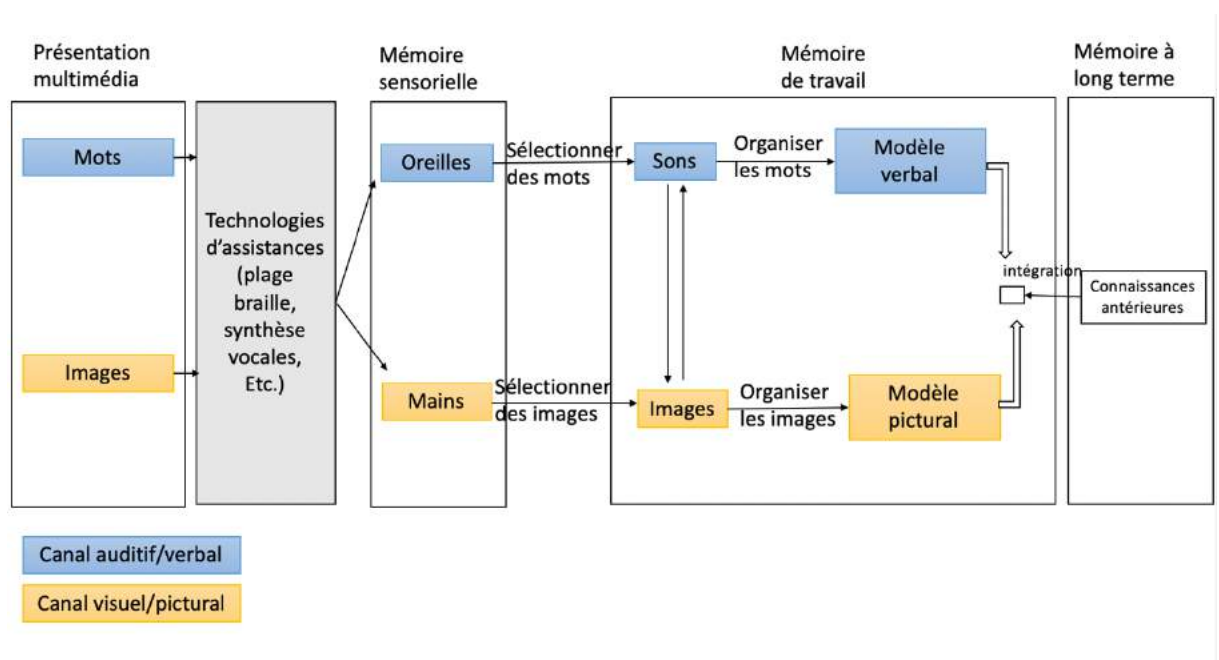 Présentation
multimédia
Mémoire
sensorielle
Mémoire
de travail
Mémoire à
long terme
Mots
Images
Technologies
d'assistances
(plage
braille,
synthèse
vocales,
Etc.)
Oreilles
Mains
Sélectionner
des mots
Sélectionner
des images
Sons
Images
Organiser
les mots
Organiser
les images
Modèle
verbal
Modèle
pictural
intégration
Connaissances
antérieures
Canal auditif/verbal
Canal visuel/pictural